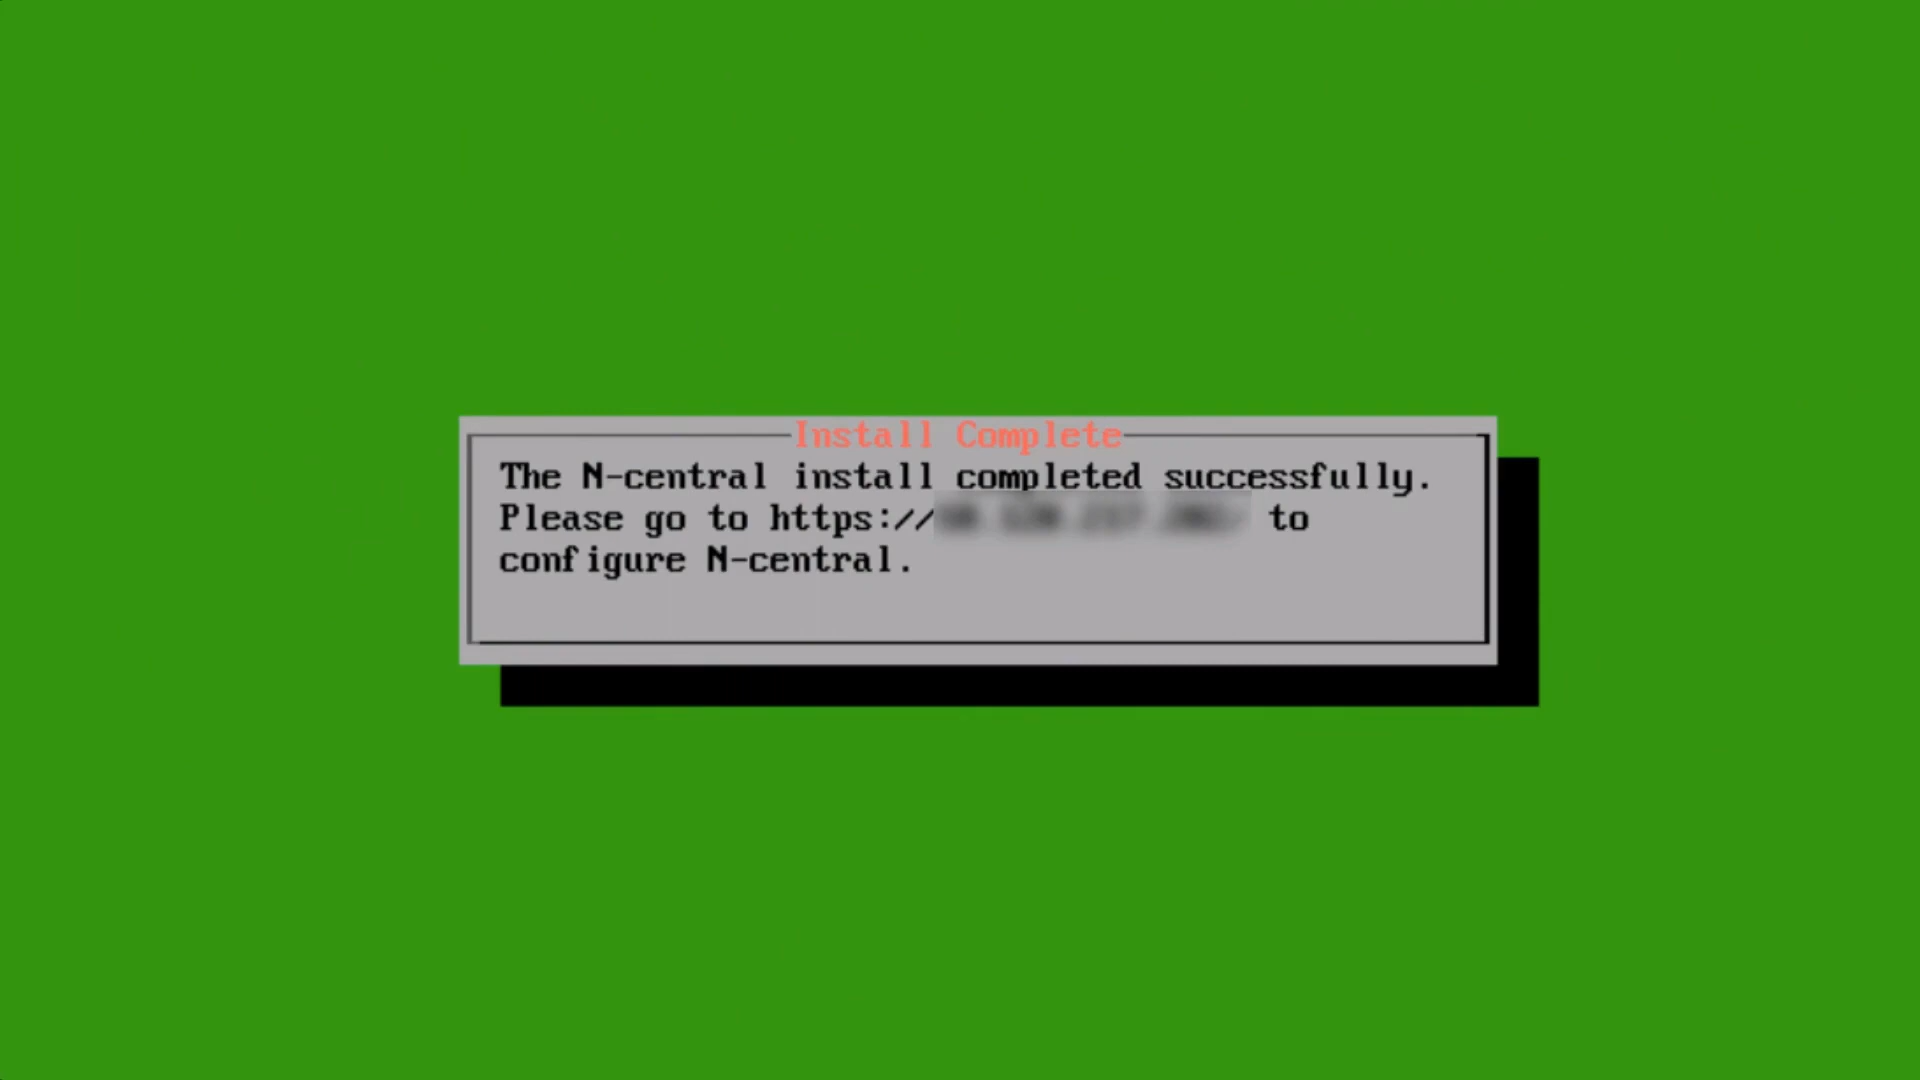 Install Complete
The N-central install completed successfully.
Please go to https:// to
configure N-central.